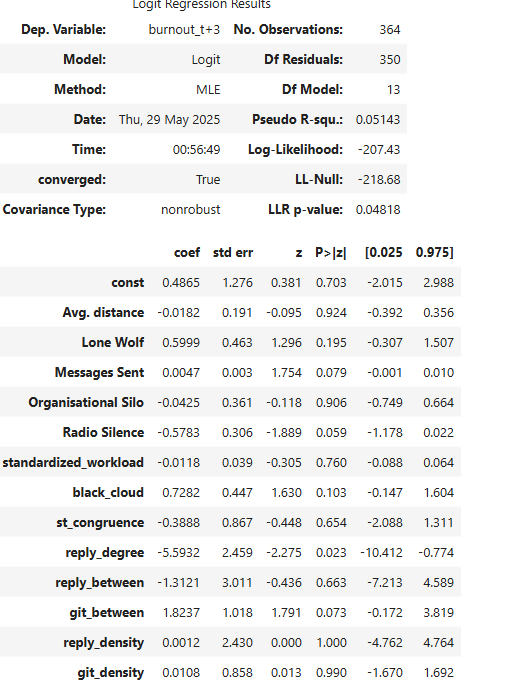 Logit Regression Results
Dep. Variable: burnout_t+3 No. Observations: 364
Model: Logit Df Residuals: 350
Method: MLE Df Model: 13
Date: Thu, 29 May 2025 Pseudo R-squ.: 0.05143
Time: 00:56:49 Log-Likelihood: -207.43
converged: True LL-Null: -218.68
Covariance Type: nonrobust LLR p-value: 0.04818
coef std err z P>|z| [0.025 0.975]
const 0.4865 1.276 0.381 0.703 -2.015 2.988
Avg. distance -0.0182 0.191 -0.095 0.924 -0.392 0.356
Lone Wolf 0.5999 0.463 1.296 0.195 -0.307 1.507
Messages Sent 0.0047 0.003 1.754 0.079 -0.001 0.010
Organisational Silo -0.0425 0.361 -0.118 0.906 -0.749 0.664
Radio Silence -0.5783 0.306 -1.889 0.059 -1.178 0.022
standardized_workload -0.0118 0.039 -0.305 0.760 -0.088 0.064
black_cloud 0.7282 0.447 1.630 0.103 -0.147 1.604
st_congruence -0.3888 0.867 -0.448 0.654 -2.088 1.311
reply_degree -5.5932 2.459 -2.275 0.023 -10.412 -0.774
reply_between -1.3121 3.011 -0.436 0.663 -7.213 4.589
git_between 1.8237 1.018 1.791 0.073 -0.172 3.819
reply_density 0.0012 2.430 0.000 1.000 -4.762 4.764
git_density 0.0108 0.858 0.013 0.990 -1.670 1.692